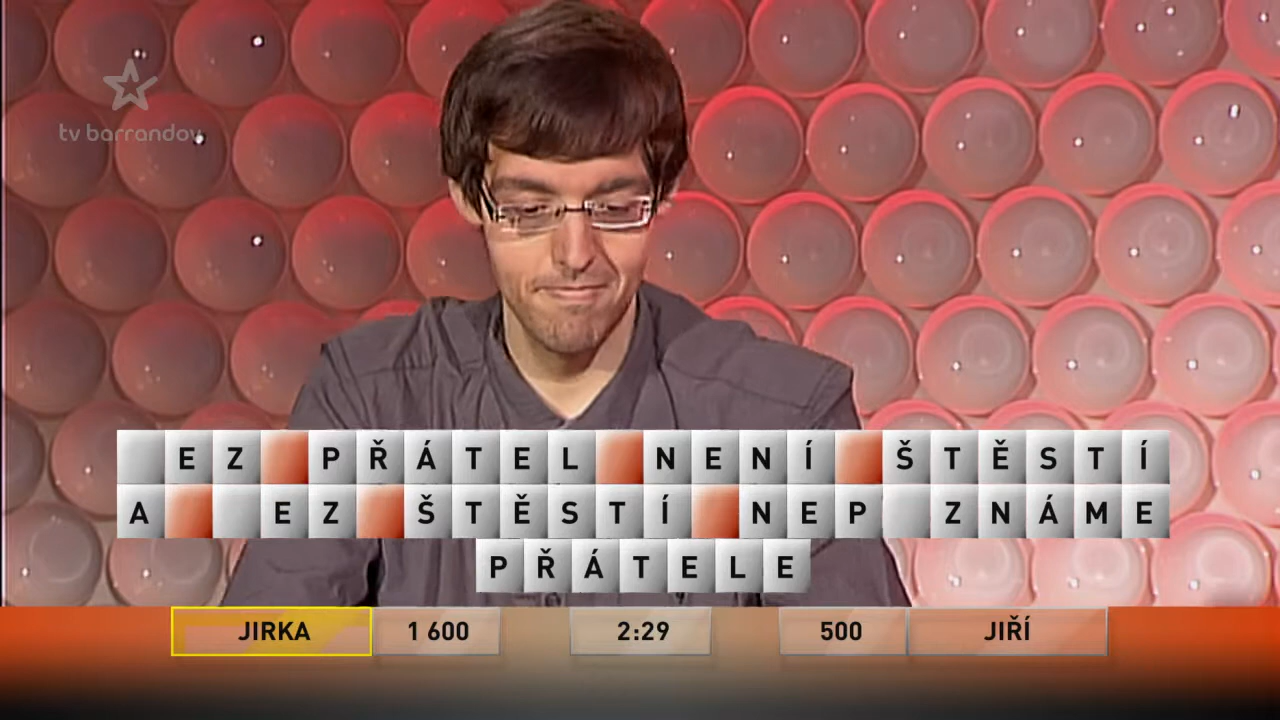 tv barrandov
EZ PŘÁTEL NENÍ ŠTĚSTÍ
A EZ ŠTĚSTÍ NEP ZNÁME
PŘÁTELE
JIRKA 1 600 2:29 500 JIŘÍ